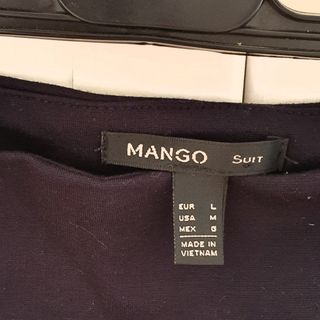 MANGO SUIT
EUR L
USA M
MEX G
MADE IN
VIETNAM